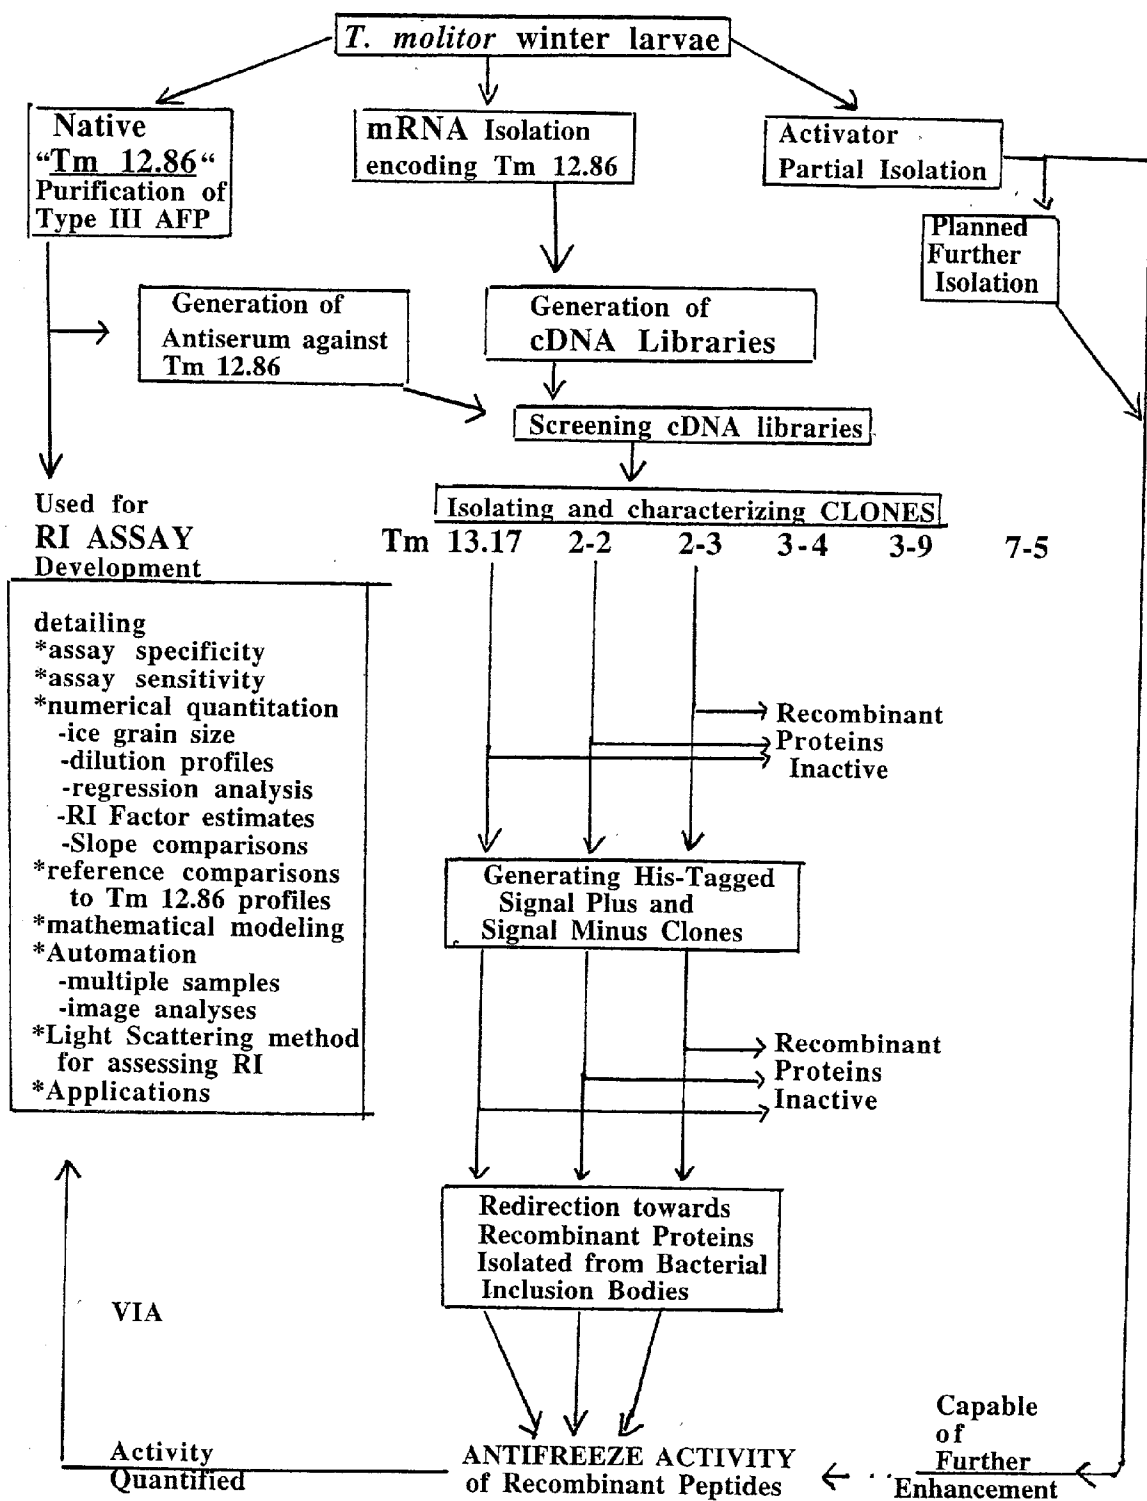 T. molitor winter larvae
Native
“Tm 12.86“
Purification of
Type III AFP
mRNA Isolation
encoding Tm 12.86
Activator
Partial Isolation
Planned
Further
Isolation
Generation of
Antiserum against
Tm 12.86
Generation of
cDNA Libraries
Screening cDNA libraries
Used for
RI ASSAY
Development
Isolating and characterizing CLONES
Tm 13.17 2-2 2-3 3-4 3-9 7-5
detailing
*assay specificity
*assay sensitivity
*numerical quantitation
-ice grain size
-dilution profiles
-regression analysis
-RI Factor estimates
-Slope comparisons
*reference comparisons
to Tm 12.86 profiles
*mathematical modeling
*Automation
-multiple samples
-image analyses
*Light Scattering method
for assessing RI
*Applications
Recombinant
Proteins
Inactive
Generating His-Tagged
Signal Plus and
Signal Minus Clones
Recombinant
Proteins
Inactive
Redirection towards
Recombinant Proteins
Isolated from Bacterial
Inclusion Bodies
VIA
Activity
Quantified
ANTIFREEZE ACTIVITY
of Recombinant Peptides
Capable
of
Further
Enhancement